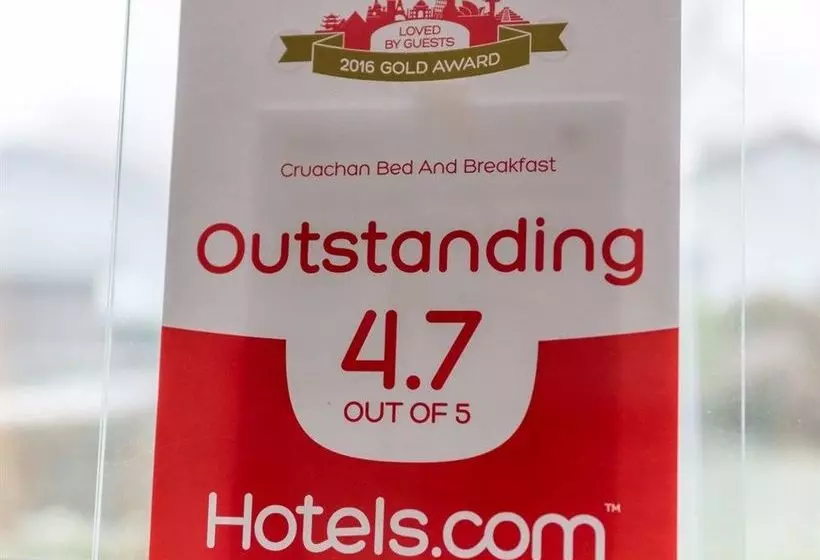 LOVED
BY GUESTS
2016 GOLD AWARD
Cruachan Bed And Breakfast
Outstanding
4.7
OUT OF 5
Hotels.com™